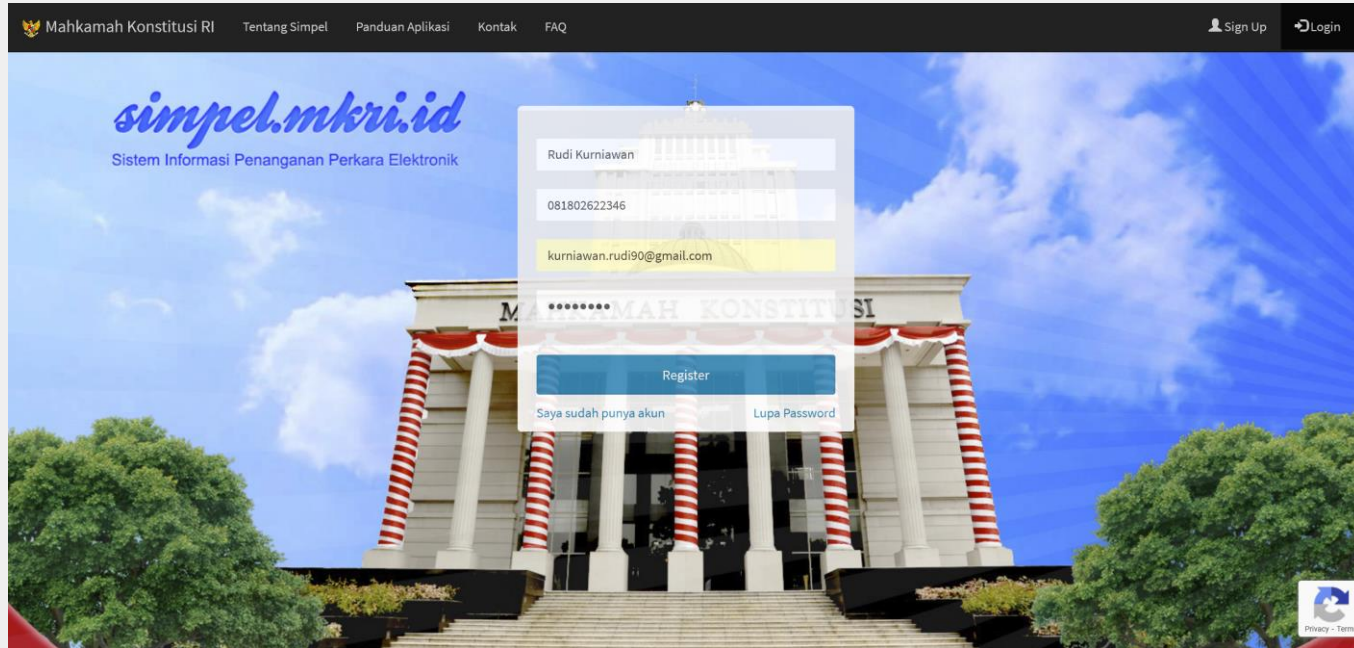 Mahkamah Konstitusi RI Tentang Simpel Panduan Aplikasi Kontak FAQ Sign Up Login
simpel.mkri.id
Sistem Informasi Penanganan Perkara Elektronik
Rudi Kurniawan
081802622346
kurniawan.rudi90@gmail.com
••••••••
MAHKAMAH KONSTITUSI
Register
Saya sudah punya akun Lupa Password
Privacy - Term